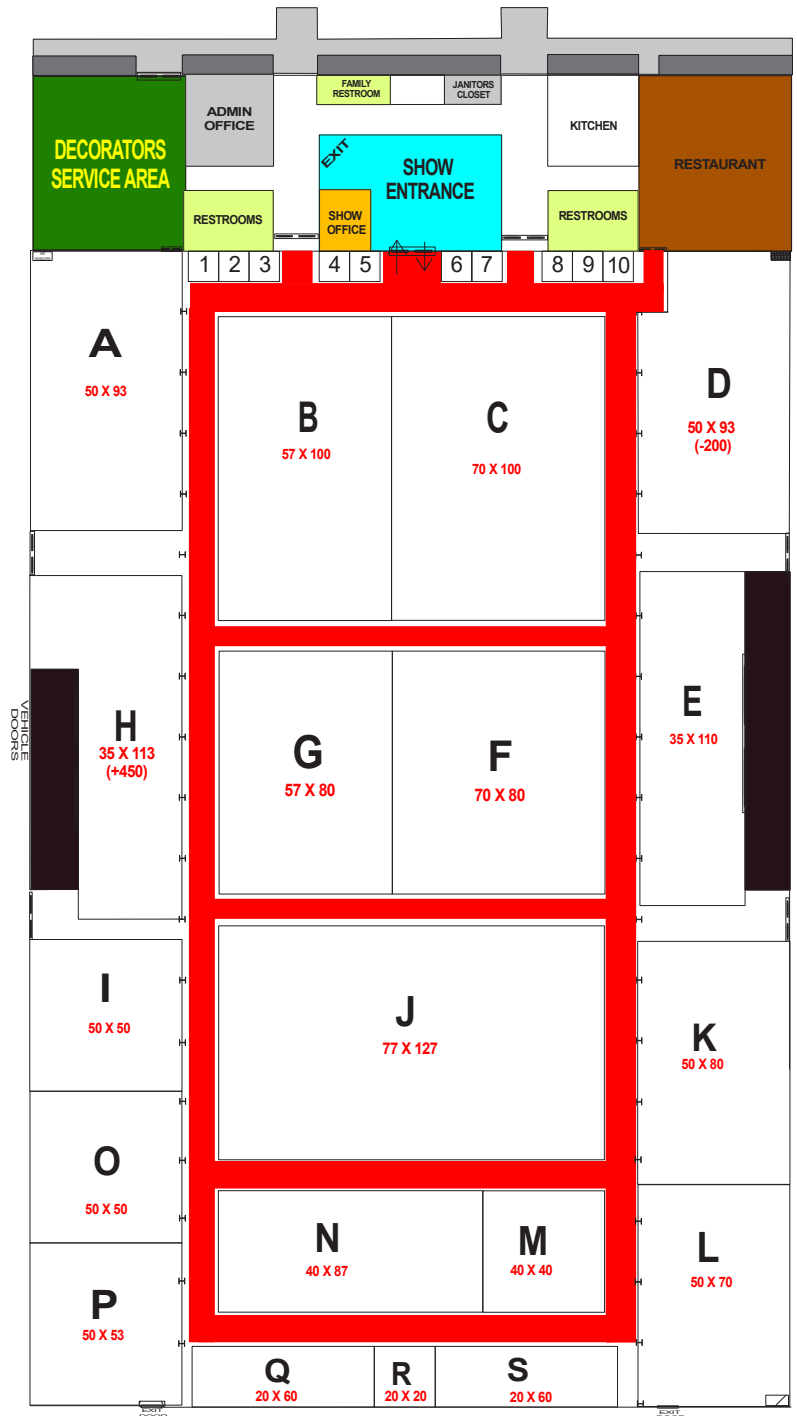 FAMILY
RESTROOM
JANITORS
CLOSET
ADMIN
OFFICE
KITCHEN
DECORATORS
SERVICE AREA
EXIT
SHOW
ENTRANCE
RESTAURANT
RESTROOMS
SHOW
OFFICE
RESTROOMS
1 2 3 4 5 6 7 8 9 10
A
50 X 93
B
57 X 100
C
70 X 100
D
50 X 93
(-200)
VEHICLE
DOORS
H
35 X 113
(+450)
G
57 X 80
F
70 X 80
E
35 X 110
I
50 X 50
J
77 X 127
K
50 X 80
O
50 X 50
N
40 X 87
M
40 X 40
L
50 X 70
P
50 X 53
Q
20 X 60
R
20 X 20
S
20 X 60
EXIT
EXIT